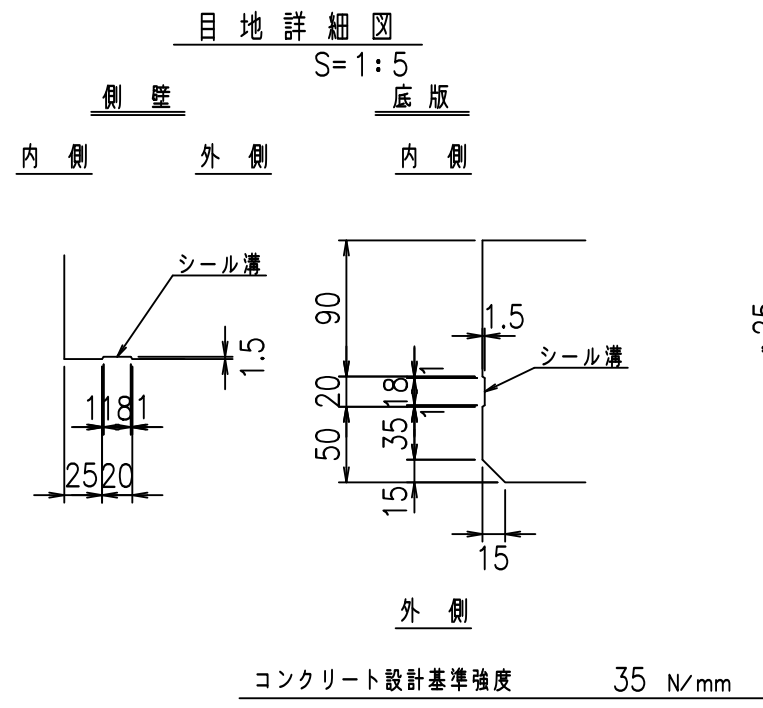 目地詳細図
S=1:5
側壁 底版
内側 外側 内側
シール溝
90
1.5
1.5
シール溝
1
20 18
1 18 1
1
50 35
25 20
15
15
外側
コンクリート設計基準強度 35 N/mm